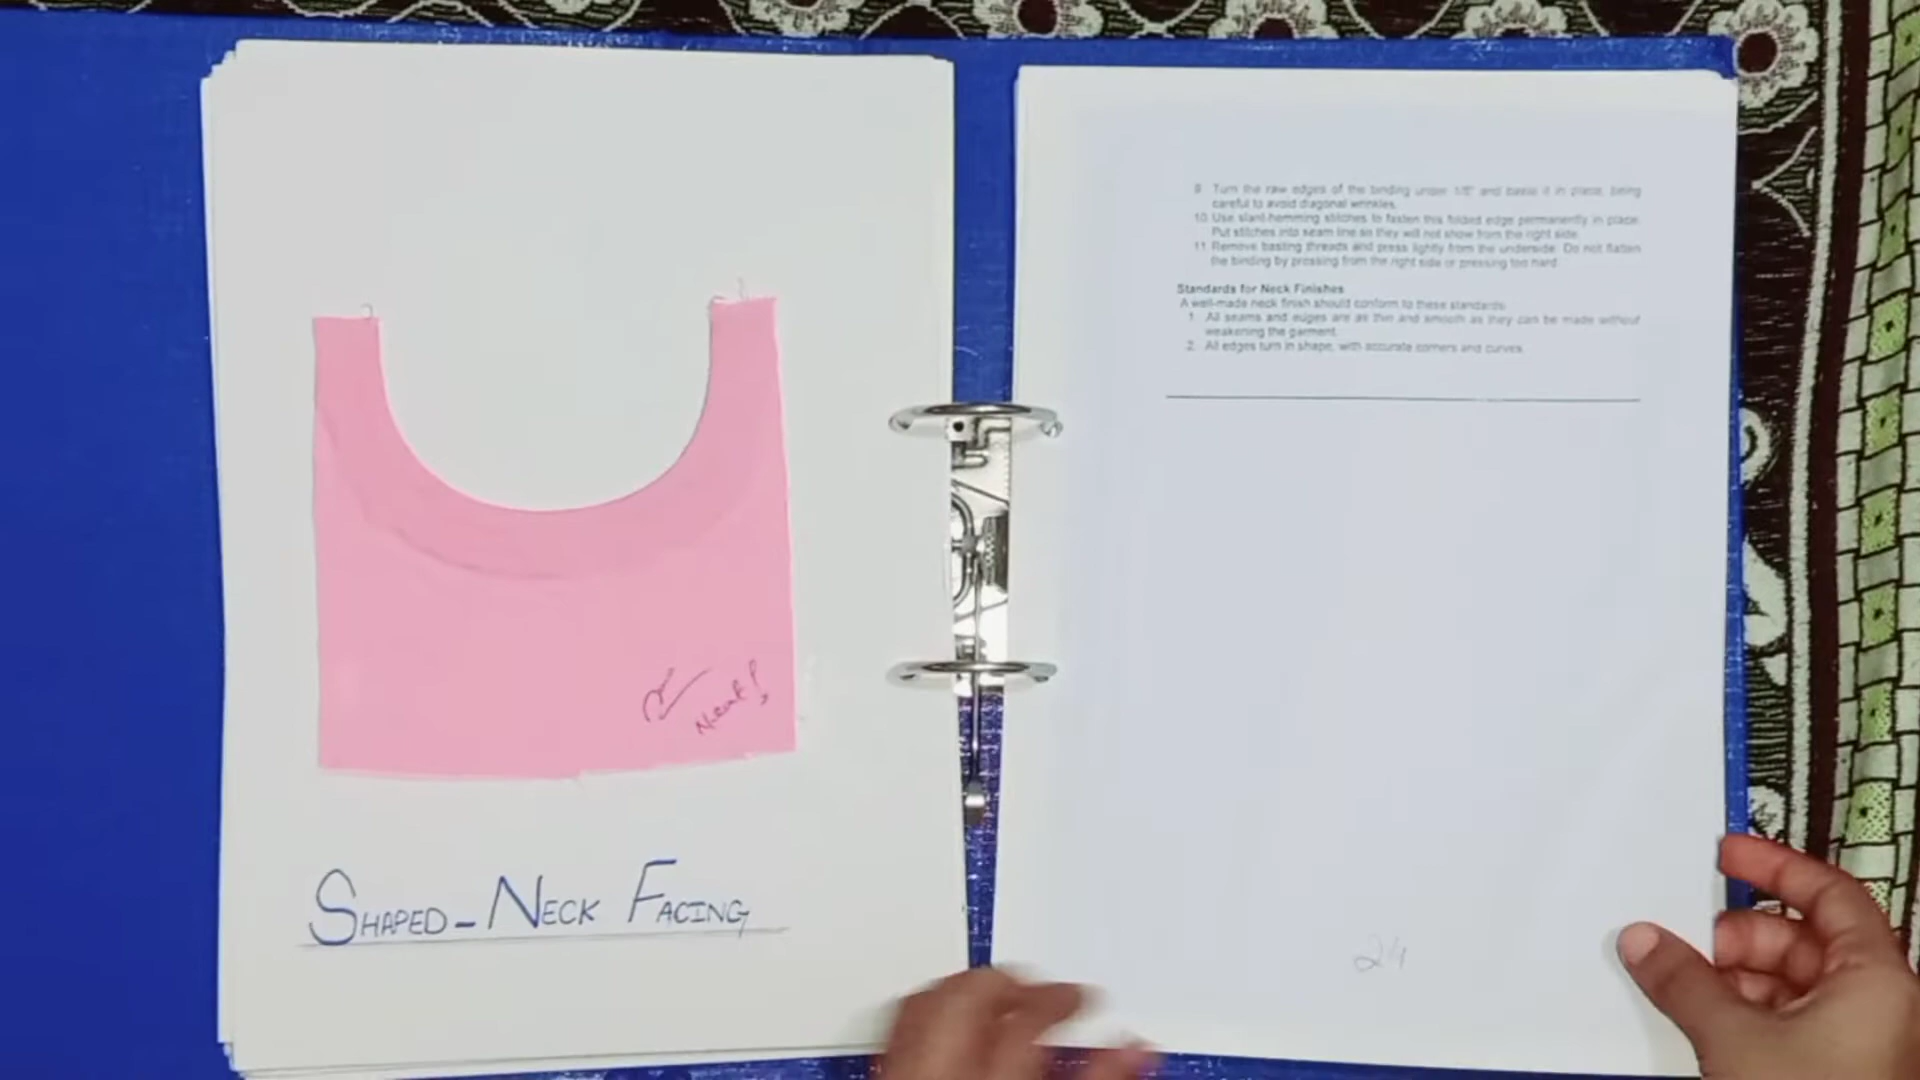 Neat!
SHAPED-NECK FACING
9. Turn the raw edges of the binding under 1/8" and baste it in place, being
careful to avoid diagonal wrinkles.
10. Use slant-hemming stitches to fasten this folded edge permanently in place.
Put stitches into seam line so they will not show from the right side.
11. Remove basting threads and press lightly from the underside. Do not flatten
the binding by pressing from the right side or pressing too hard.
Standards for Neck Finishes
A well-made neck finish should conform to these standards:
1. All seams and edges are as thin and smooth as they can be made without
weakening the garment.
2. All edges turn in shape, with accurate corners and curves.
24